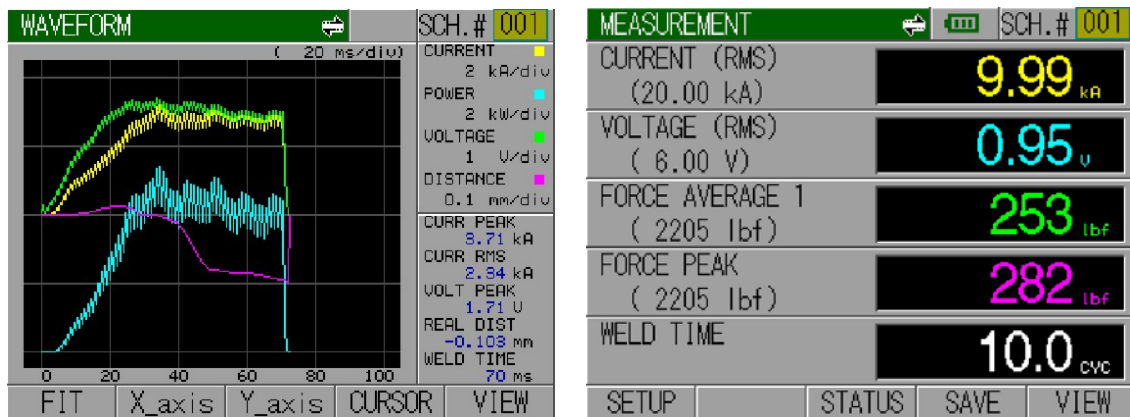 WAVEFORM SCH.# 001
( 20 ms/div)
CURRENT
2 kA/div
POWER
2 kW/div
VOLTAGE
1 V/div
DISTANCE
0.1 mm/div
CURR PEAK
3.71 kA
CURR RMS
2.94 kA
VOLT PEAK
1.71 V
REAL DIST
-0.103 mm
WELD TIME
70 ms
0 20 40 60 80 100
FIT X_axis Y_axis CURSOR VIEW
MEASUREMENT SCH.# 001
CURRENT (RMS)
(20.00 kA)
9.99 kA
VOLTAGE (RMS)
( 6.00 V)
0.95 V
FORCE AVERAGE 1
( 2205 lbf)
253 lbf
FORCE PEAK
( 2205 lbf)
282 lbf
WELD TIME
10.0 CYC
SETUP STATUS SAVE VIEW